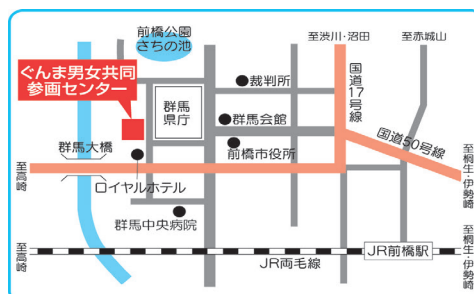 前橋公園
さちの池
至渋川・沼田
至赤城山
ぐんま男女共同
参画センター
裁判所
国道17号線
群馬
県庁
群馬会館
群馬大橋
前橋市役所
国道50号線
至高崎
ロイヤルホテル
至桐生・伊勢崎
群馬中央病院
至高崎
JR両毛線
JR前橋駅
至桐生・伊勢崎